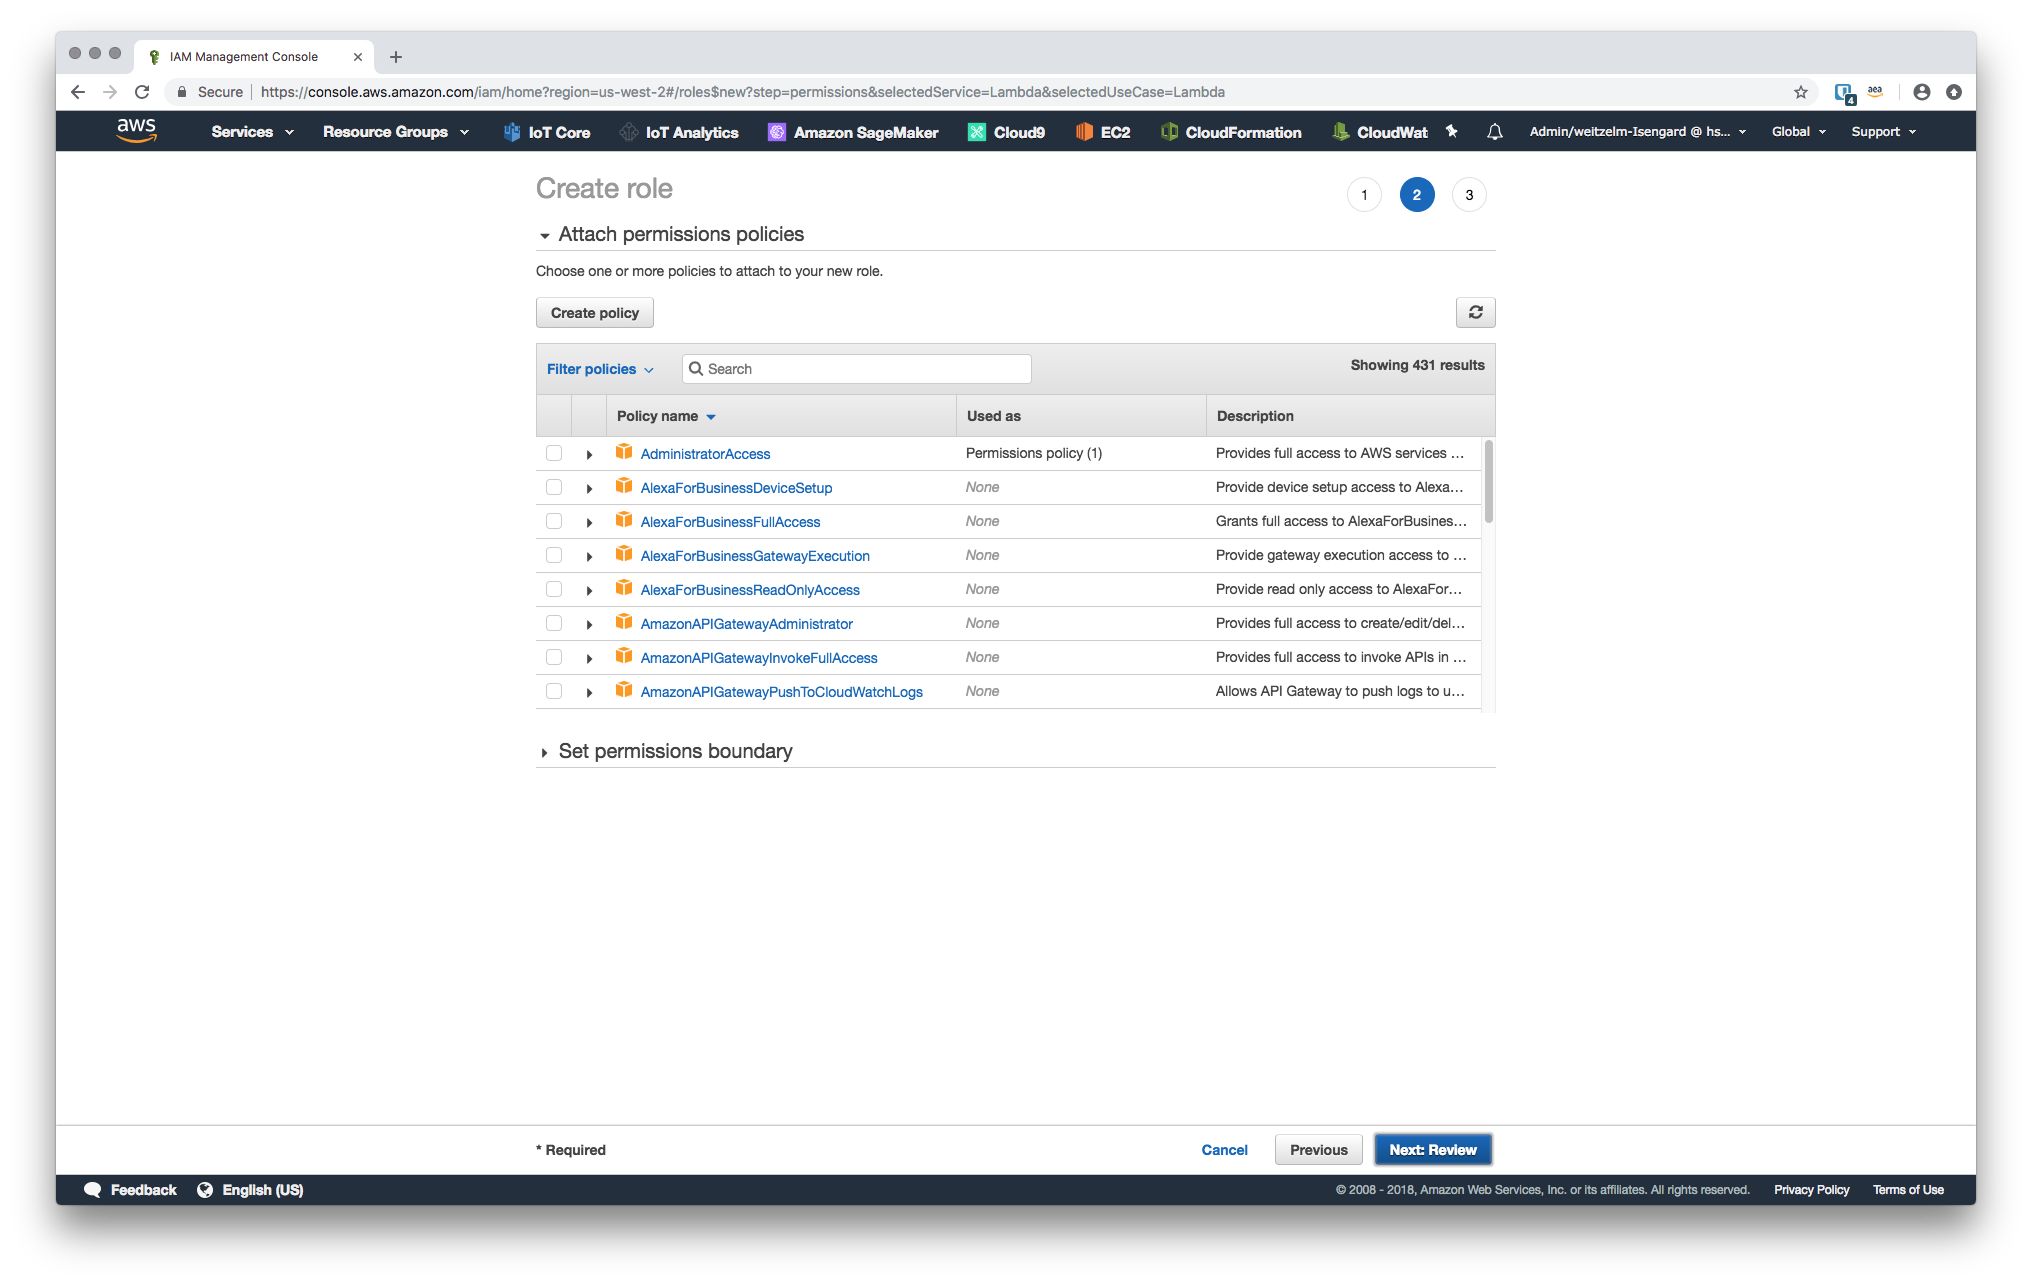 IAM Management Console
Secure https://console.aws.amazon.com/iam/home?region=us-west-2#/roles$new?step=permissions&selectedService=Lambda&selectedUseCase=Lambda
4
aea
aws Services Resource Groups IoT Core IoT Analytics Amazon SageMaker Cloud9 EC2 CloudFormation CloudWat Admin/weitzelm-Isengard @ hs... Global Support
Create role 1 2 3
Attach permissions policies
Choose one or more policies to attach to your new role.
Create policy
Filter policies Search Showing 431 results
Policy name Used as Description
AdministratorAccess Permissions policy (1) Provides full access to AWS services ...
AlexaForBusinessDeviceSetup None Provide device setup access to Alexa...
AlexaForBusinessFullAccess None Grants full access to AlexaForBusines...
AlexaForBusinessGatewayExecution None Provide gateway execution access to ...
AlexaForBusinessReadOnlyAccess None Provide read only access to AlexaFor...
AmazonAPIGatewayAdministrator None Provides full access to create/edit/del...
AmazonAPIGatewayInvokeFullAccess None Provides full access to invoke APIs in ...
AmazonAPIGatewayPushToCloudWatchLogs None Allows API Gateway to push logs to u...
Set permissions boundary
* Required Cancel Previous Next: Review
Feedback English (US) © 2008 - 2018, Amazon Web Services, Inc. or its affiliates. All rights reserved. Privacy Policy Terms of Use